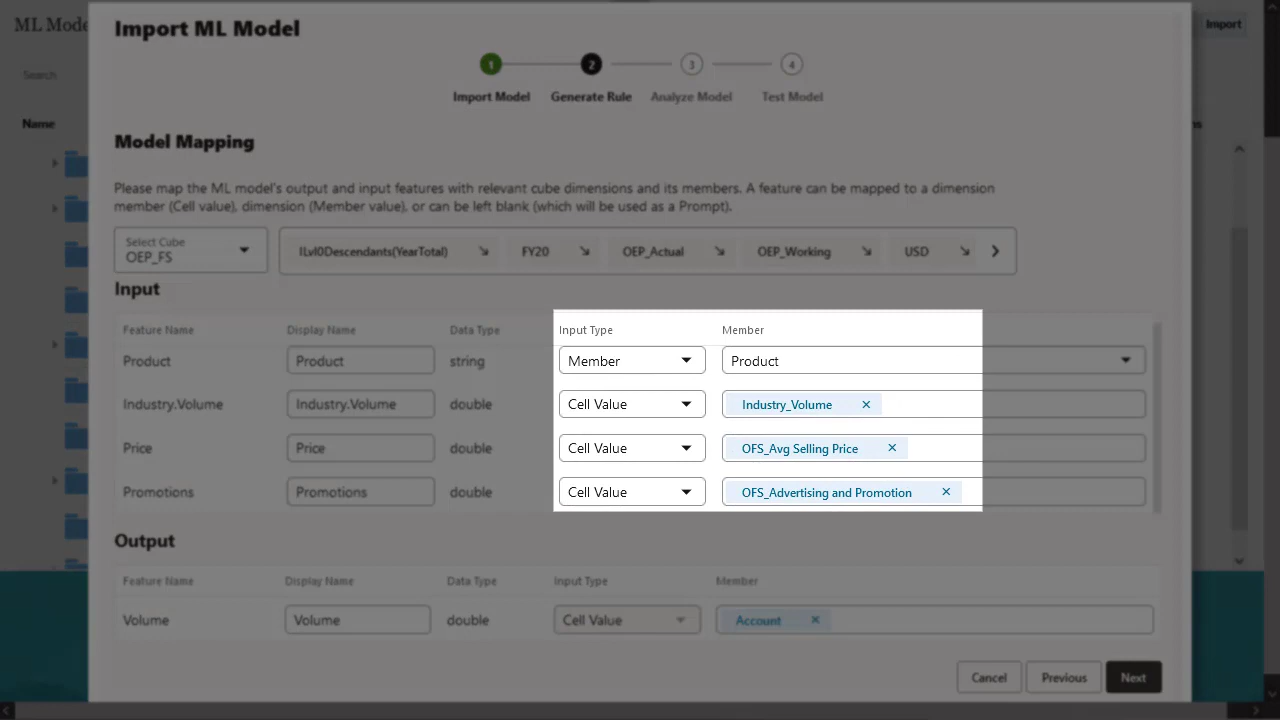 ML Mode
Import
Search
Name
ns
Import ML Model
1 2 3 4
Import Model Generate Rule Analyze Model Test Model
Model Mapping
Please map the ML model's output and input features with relevant cube dimensions and its members. A feature can be mapped to a dimension
member (Cell value), dimension (Member value), or can be left blank (which will be used as a Prompt).
Select Cube
OEP_FS
ILvl0Descendants(YearTotal) FY20 OEP_Actual OEP_Working USD
Input
Feature Name Display Name Data Type Input Type Member
Product Product string Member Product
Industry.Volume Industry.Volume double Cell Value Industry_Volume
Price Price double Cell Value OFS_Avg Selling Price
Promotions Promotions double Cell Value OFS_Advertising and Promotion
Output
Feature Name Display Name Data Type Input Type Member
Volume Volume double Cell Value Account
Cancel Previous Next